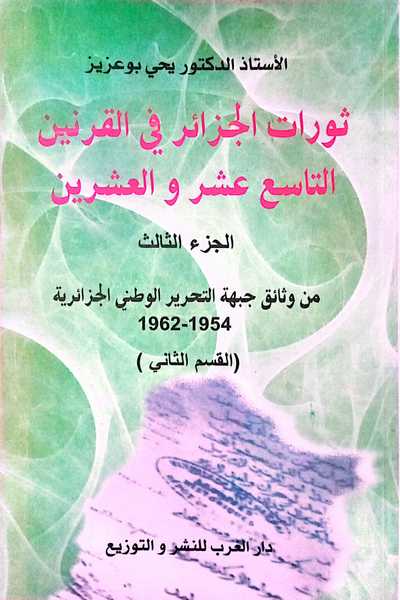 الأستاذ الدكتور يحي بوعزيز
ثورات الجزائر في القرنين
التاسع عشر و العشرين
الجزء الثالث
من وثائق جبهة التحرير الوطني الجزائرية
1962-1954
(القسم الثاني )
دار الغرب للنشر و التوزيع